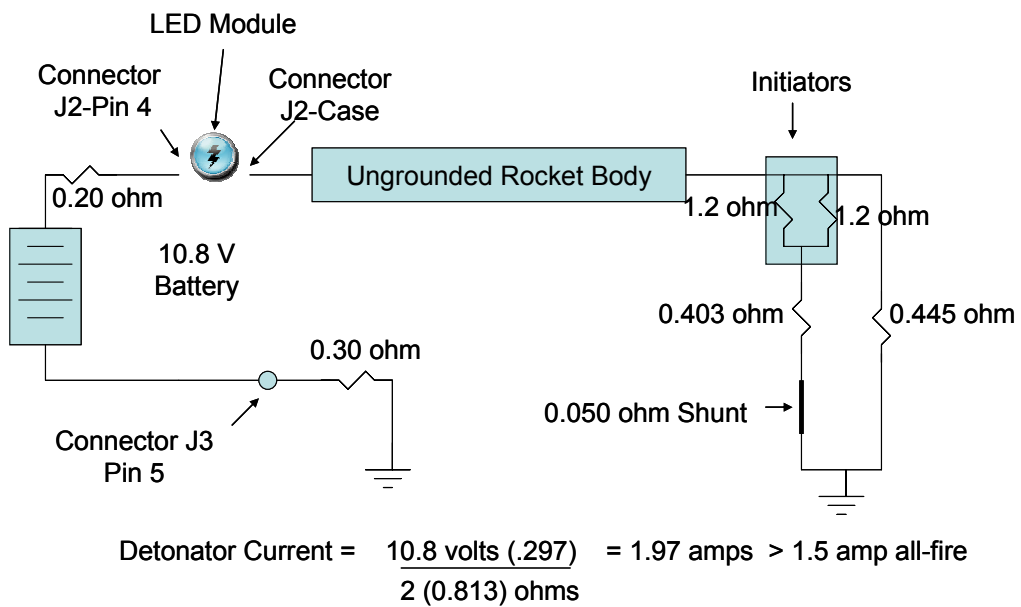 LED Module
Connector
J2-Pin 4
Connector
J2-Case
Initiators
Ungrounded Rocket Body
0.20 ohm
1.2 ohm
1.2 ohm
10.8 V
Battery
0.403 ohm
0.445 ohm
0.30 ohm
0.050 ohm Shunt
Connector J3
Pin 5
Detonator Current = 10.8 volts (.297) = 1.97 amps > 1.5 amp all-fire
2 (0.813) ohms